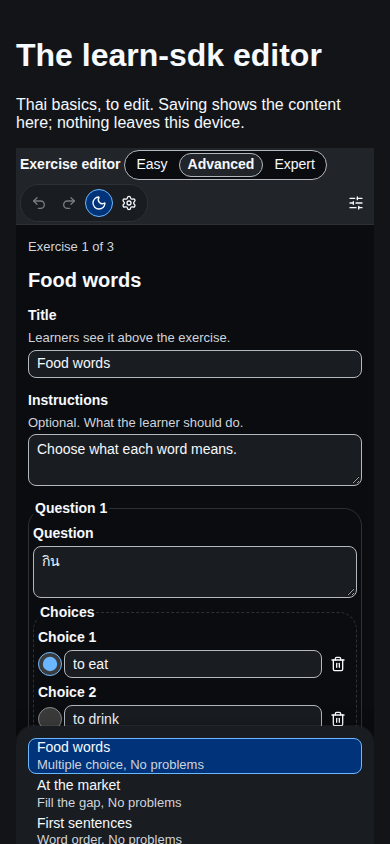 The learn-sdk editor
Thai basics, to edit. Saving shows the content
here; nothing leaves this device.
Exercise editor Easy Advanced Expert
Exercise 1 of 3
Food words
Title
Learners see it above the exercise.
Food words
Instructions
Optional. What the learner should do.
Choose what each word means.
Question 1
Question
กิน
Choices
Choice 1
to eat
Choice 2
to drink
Food words
Multiple choice, No problems
At the market
Fill the gap, No problems
First sentences
Word order, No problems